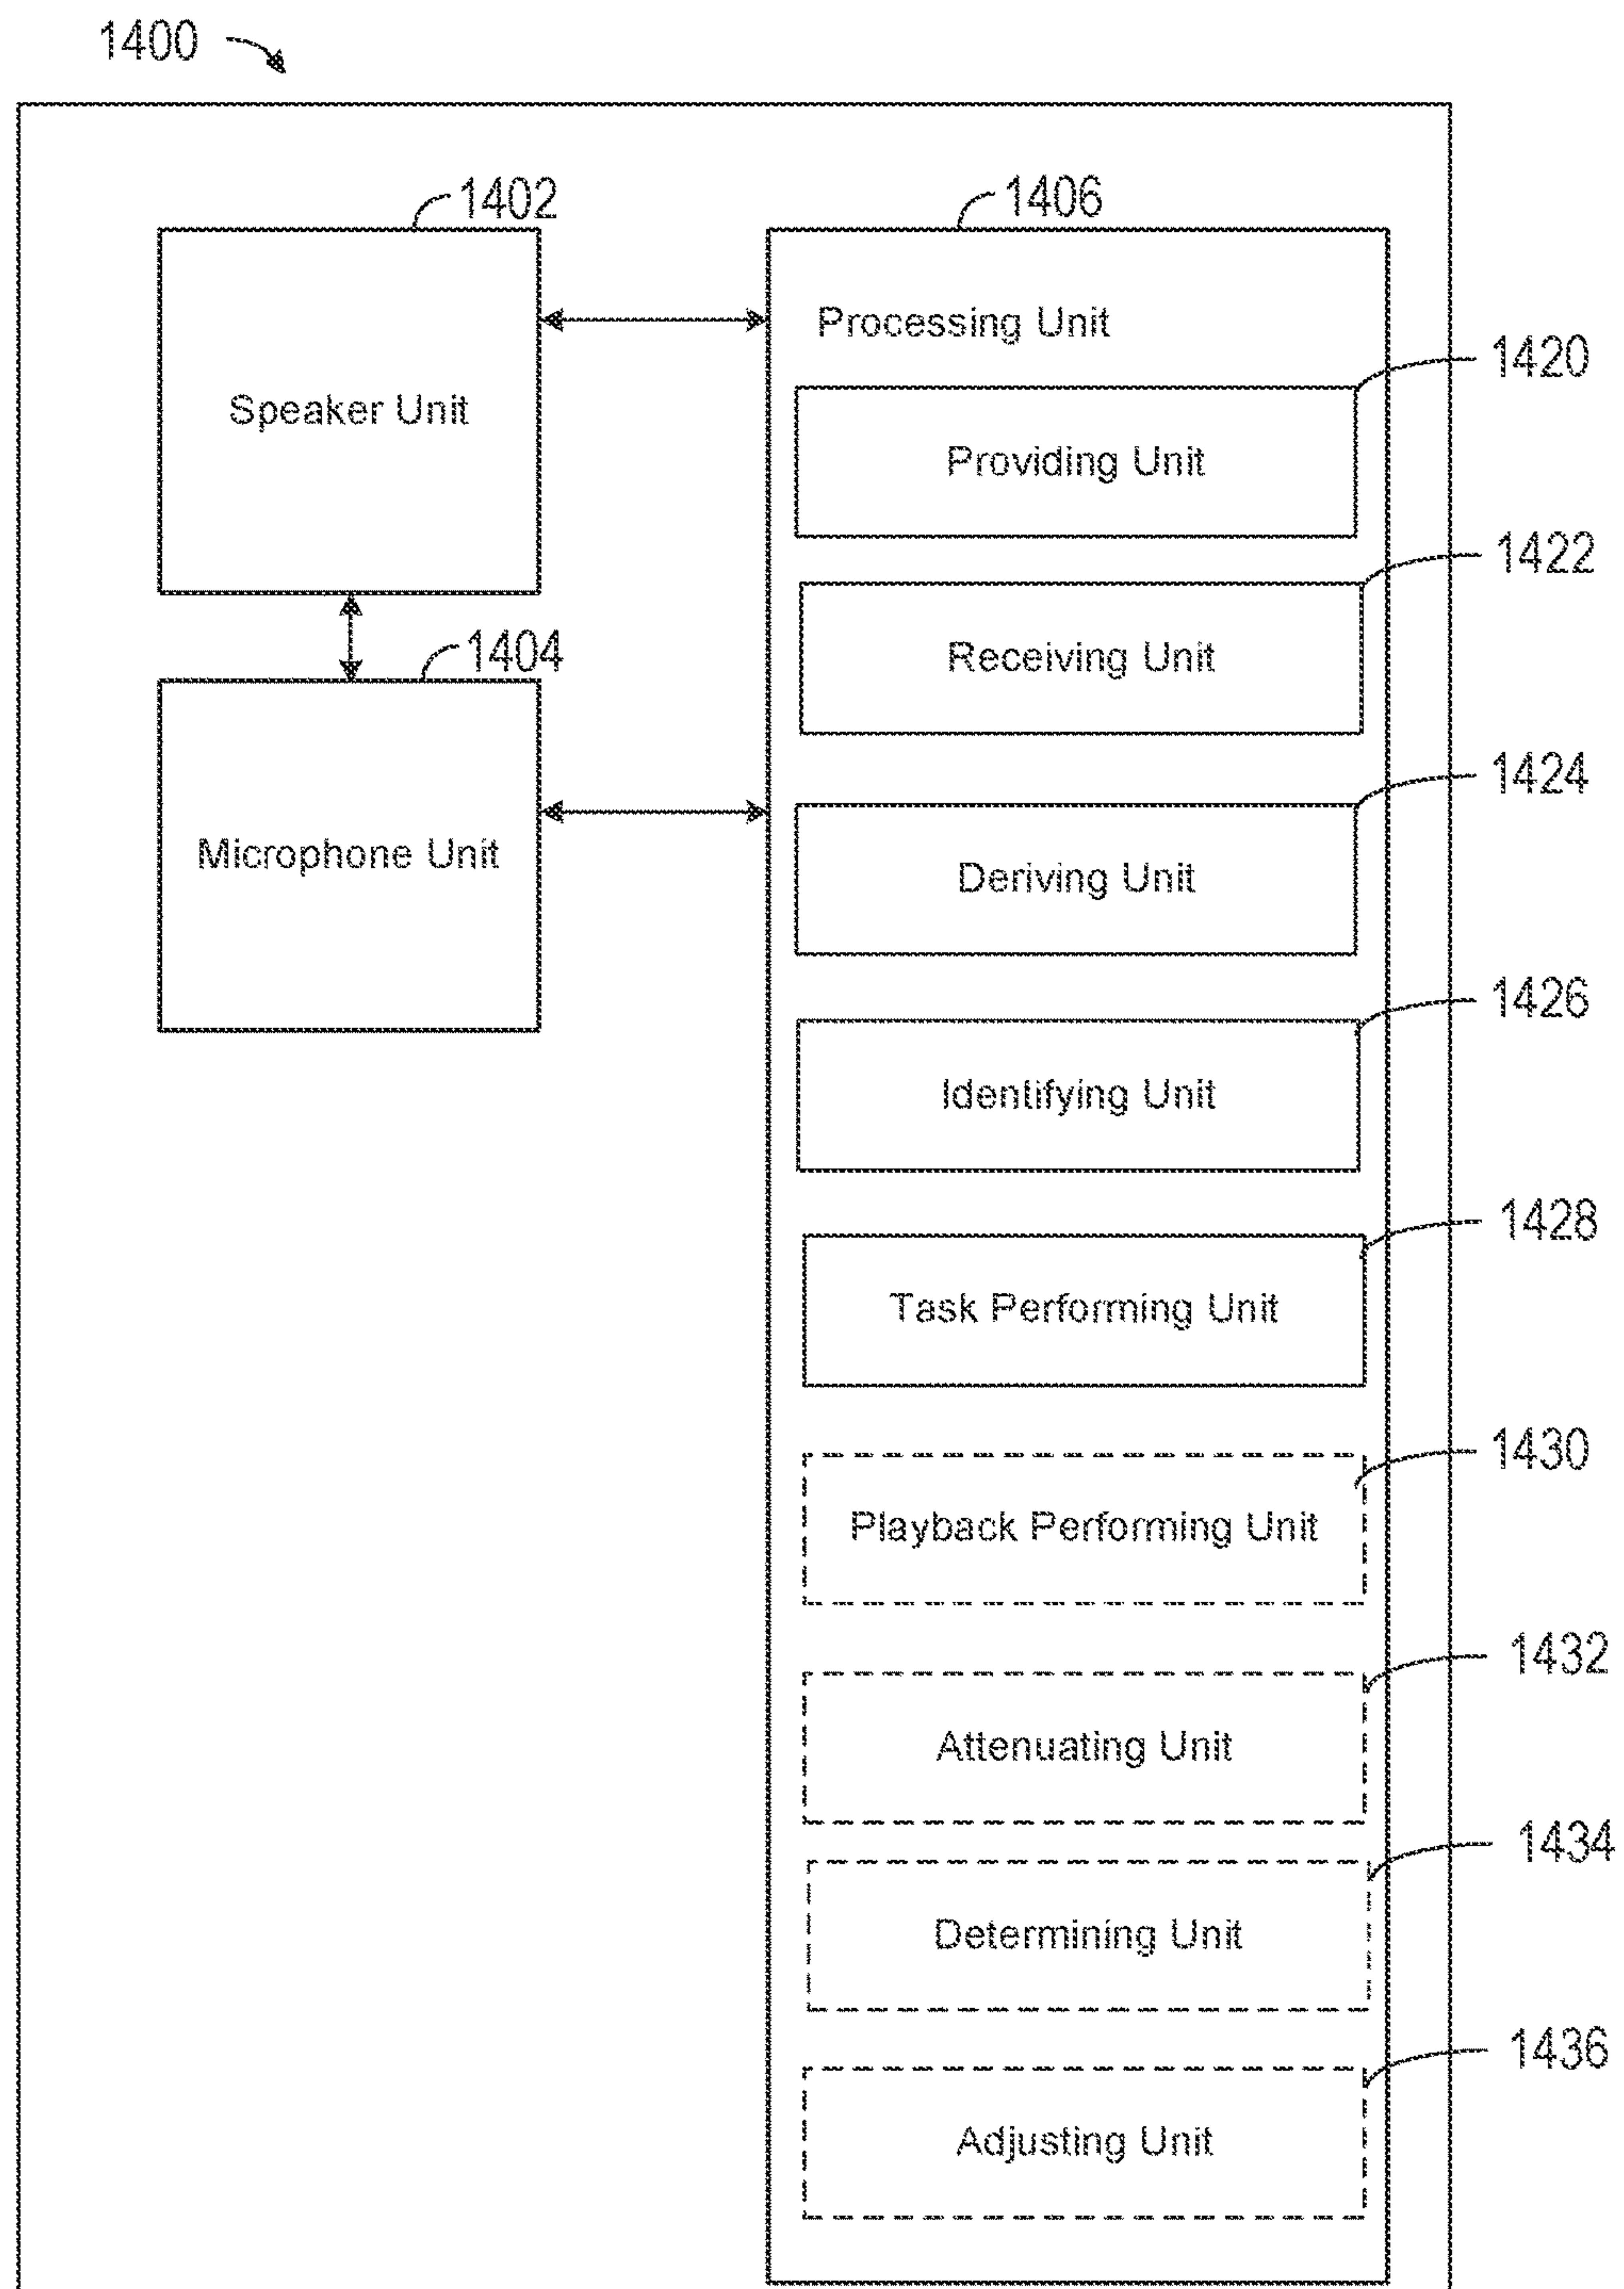 1400
1402
1406
Speaker Unit
Processing Unit
1420
Providing Unit
1422
Receiving Unit
1404
Microphone Unit
1424
Deriving Unit
1426
Identifying Unit
1428
Task Performing Unit
1430
Playback Performing Unit
1432
Attenuating Unit
1434
Determining Unit
1436
Adjusting Unit